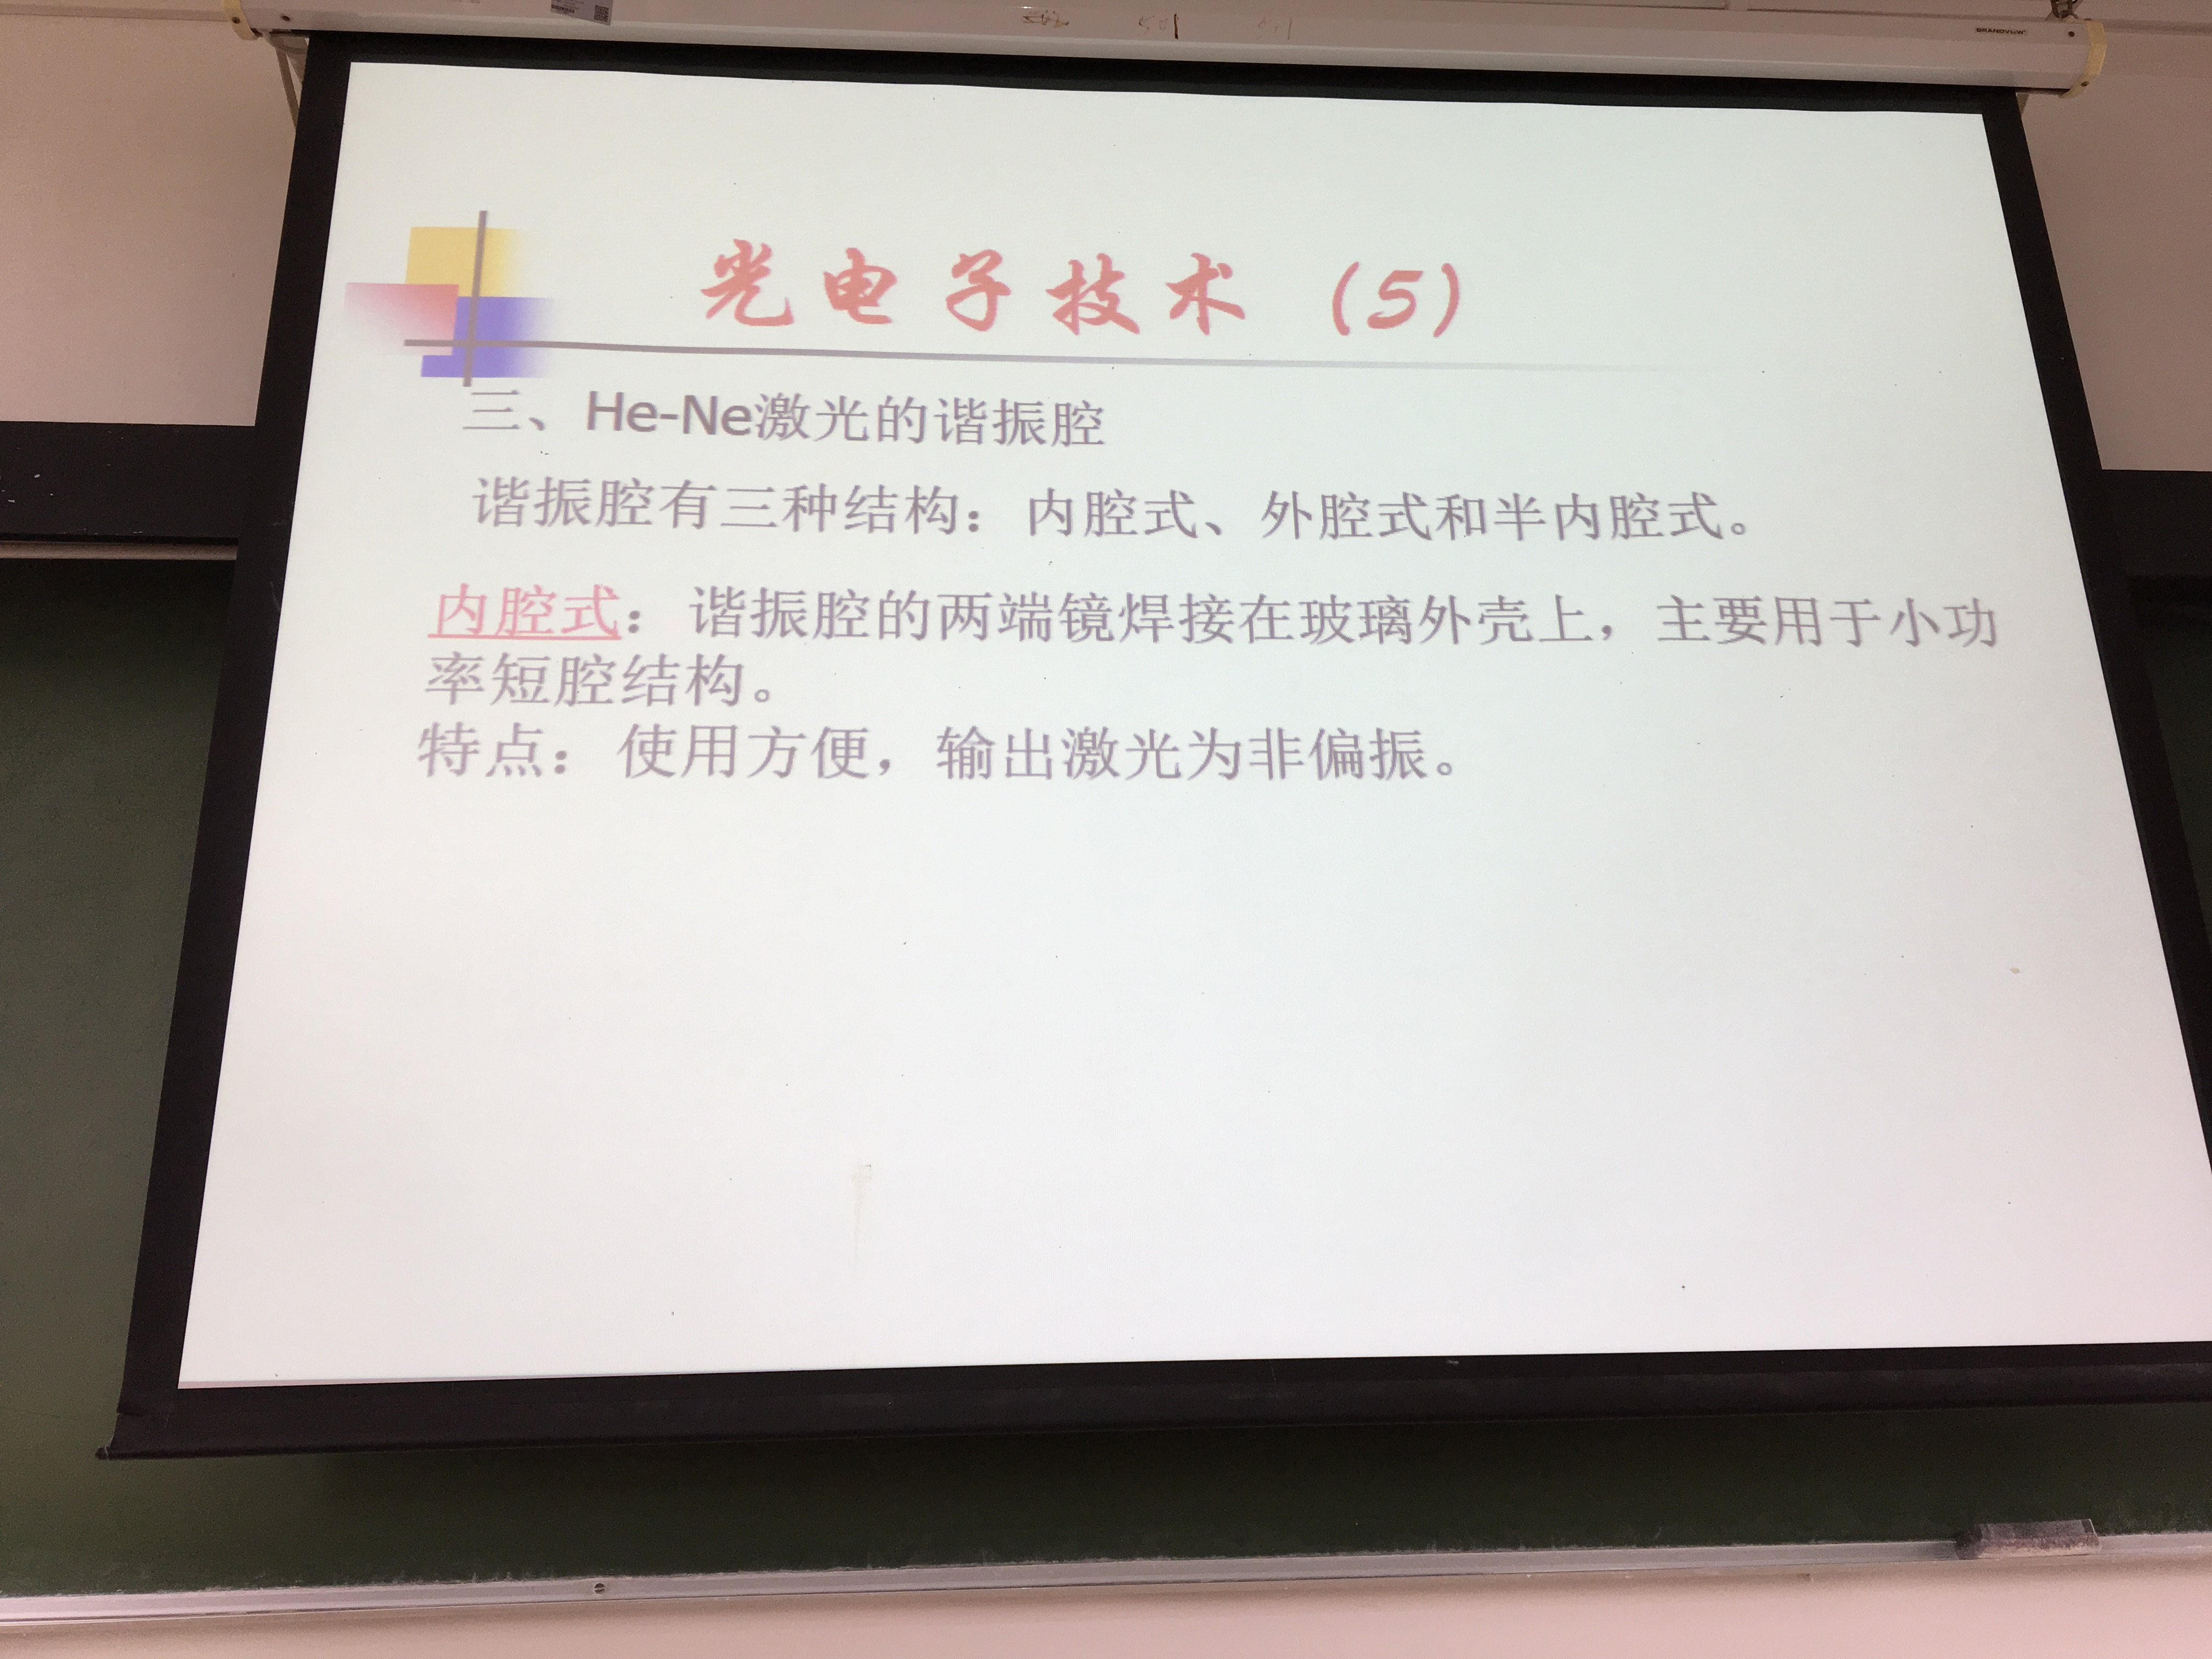 BRANDVIEW
光电子技术（5）
三、He-Ne激光的谐振腔
谐振腔有三种结构：内腔式、外腔式和半内腔式。
内腔式：谐振腔的两端镜焊接在玻璃外壳上，主要用于小功
率短腔结构。
特点：使用方便，输出激光为非偏振。